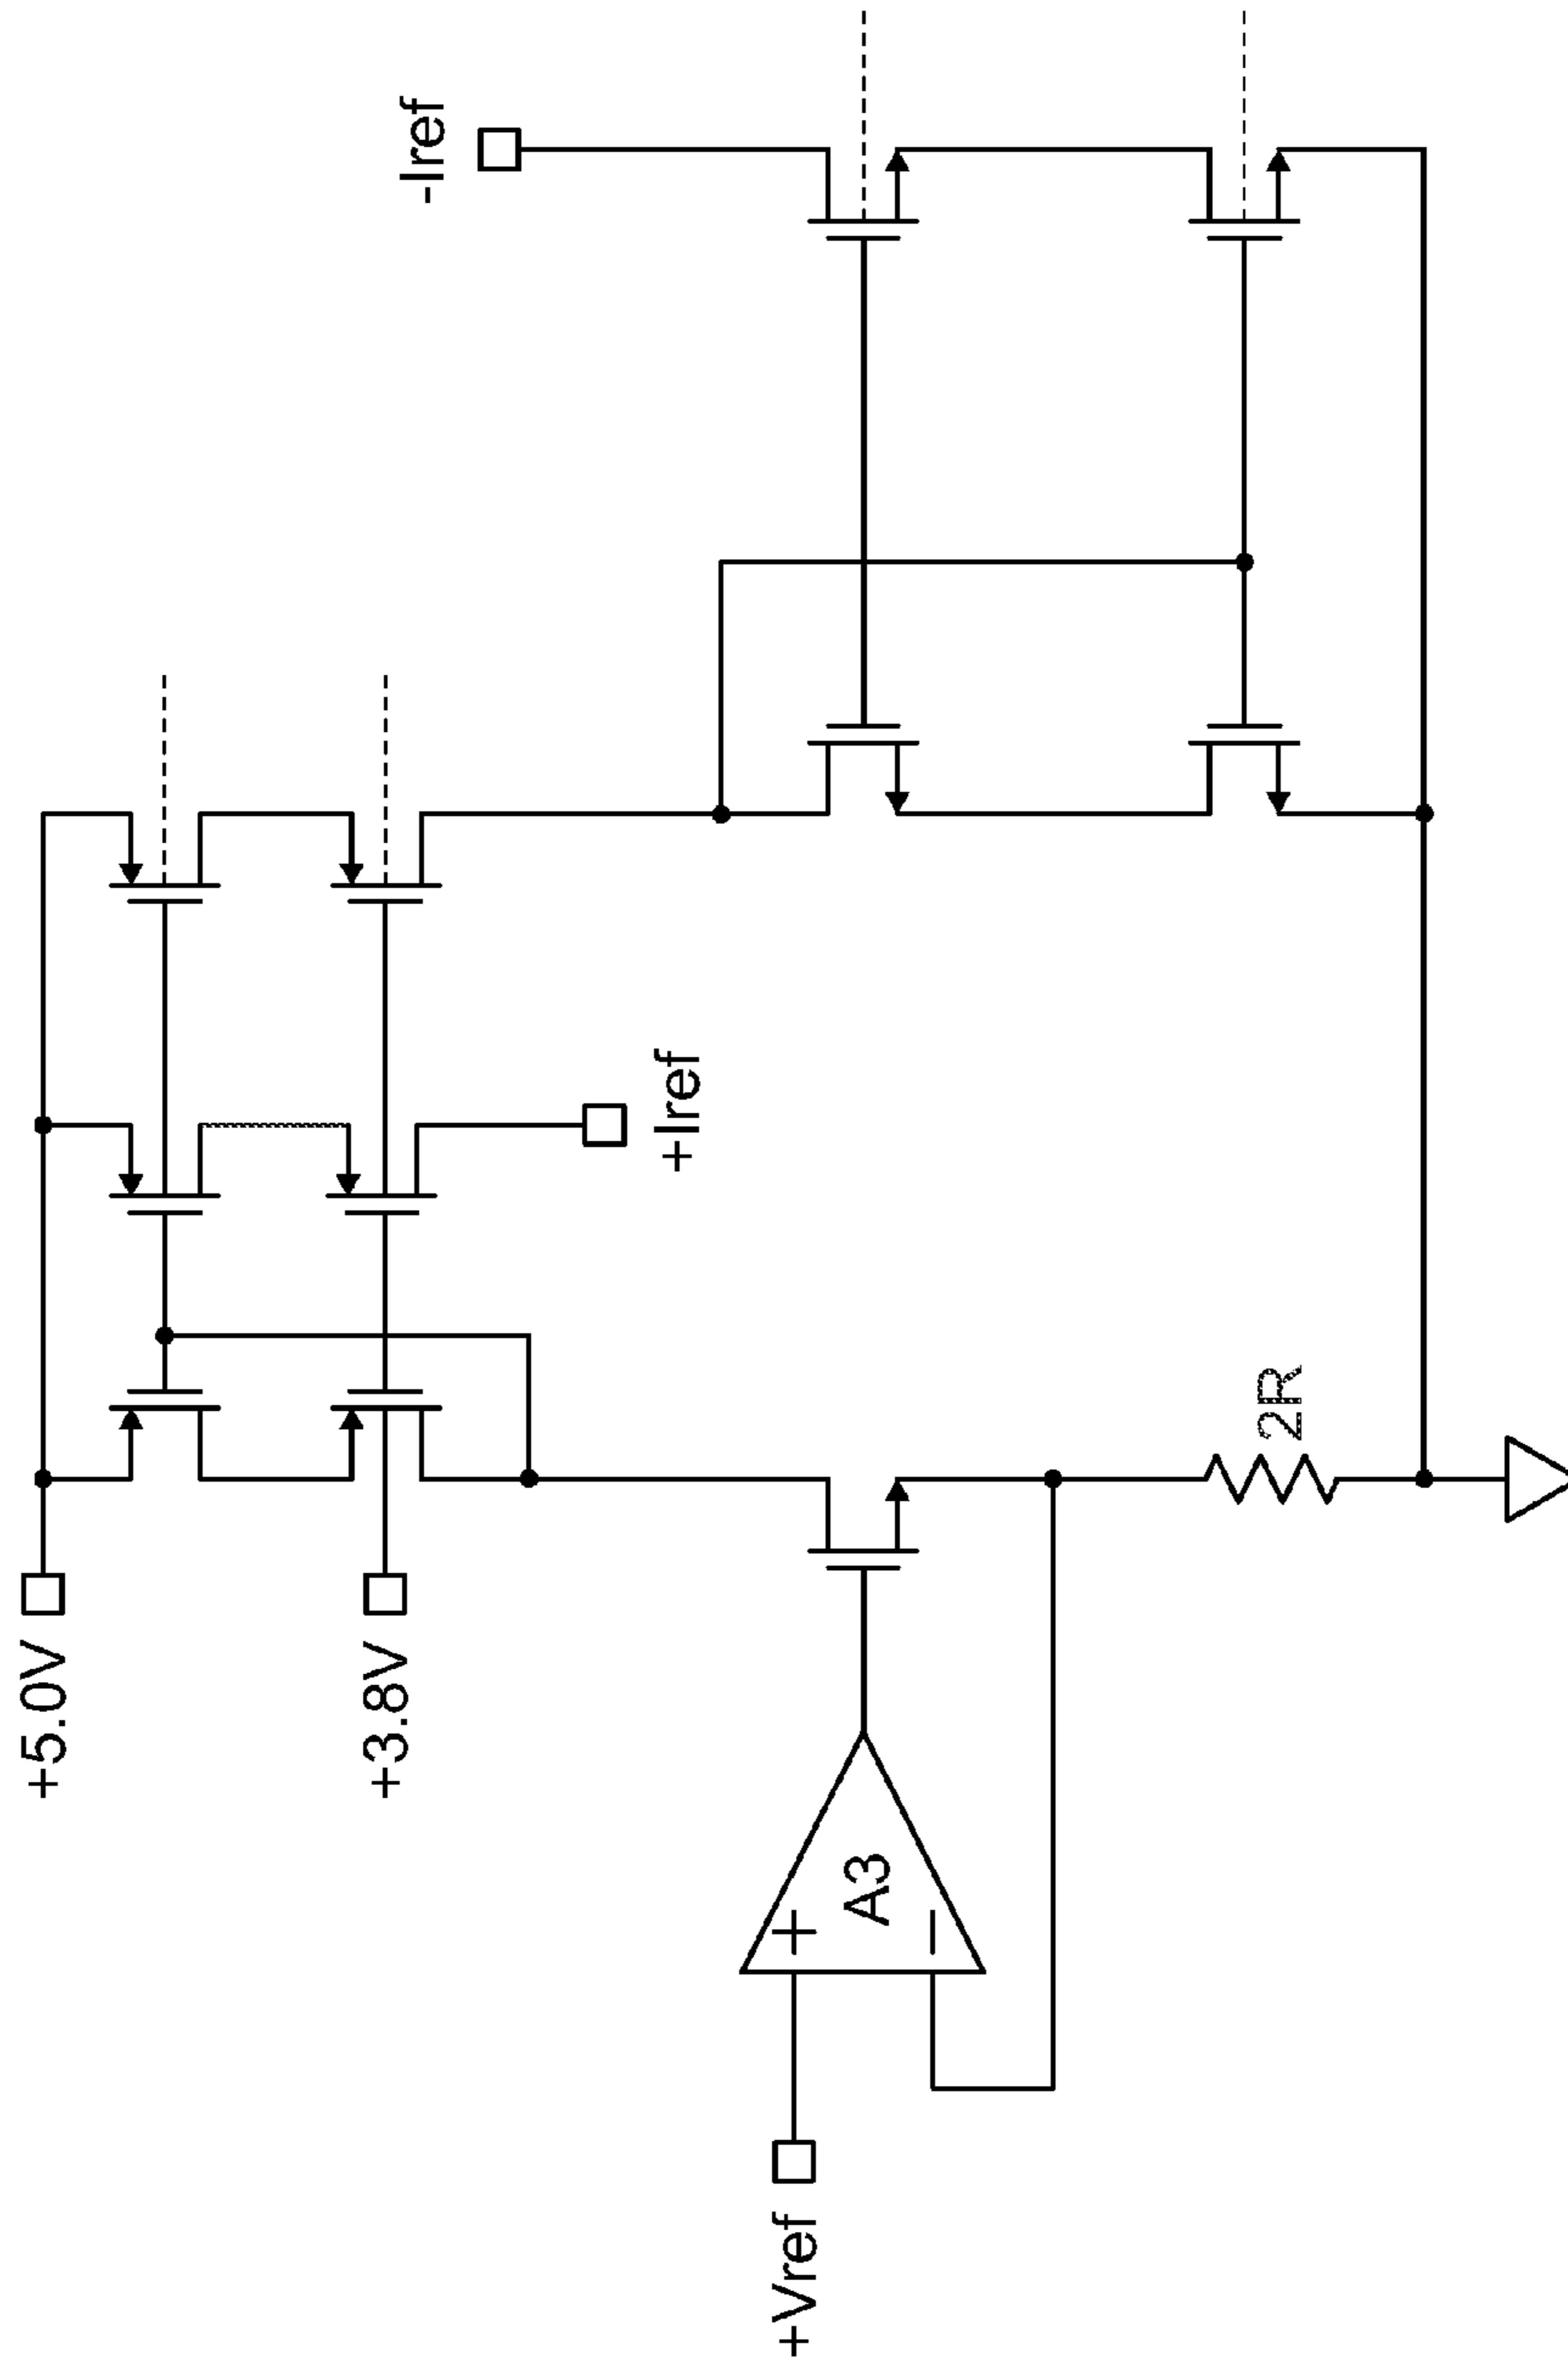 +5.0V
+3.8V
+Vref
A3
+
−
2R
+Iref
-Iref